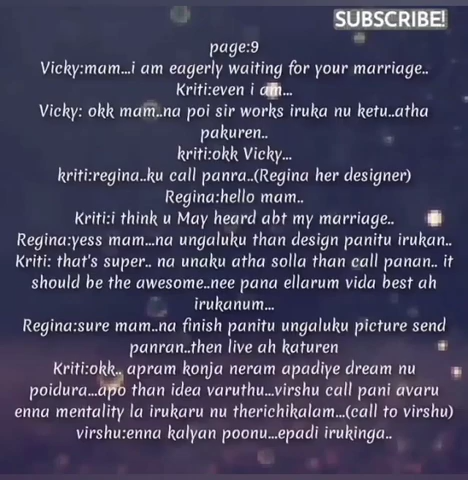 SUBSCRIBE!
page:9
Vicky:mam...i am eagerly waiting for your marriage..
Kriti:even i am...
Vicky: okk mam..na poi sir works iruka nu ketu..atha
pakuren..
kriti:okk Vicky...
kriti:regina..ku call panra..(Regina her designer)
Regina:hello mam..
Kriti:i think u May heard abt my marriage..
Regina:yess mam...na ungaluku than design panitu irukan..
Kriti: that's super.. na unaku atha solla than call panan.. it
should be the awesome..nee pana ellarum vida best ah
irukanum...
Regina:sure mam..na finish panitu ungaluku picture send
panran..then live ah katuren
Kriti:okk.. apram konja neram apadiye dream nu
poidura...apo than idea varuthu...virshu call pani avaru
enna mentality la irukaru nu therichikalam...(call to virshu)
virshu:enna kalyan poonu...epadi irukinga..